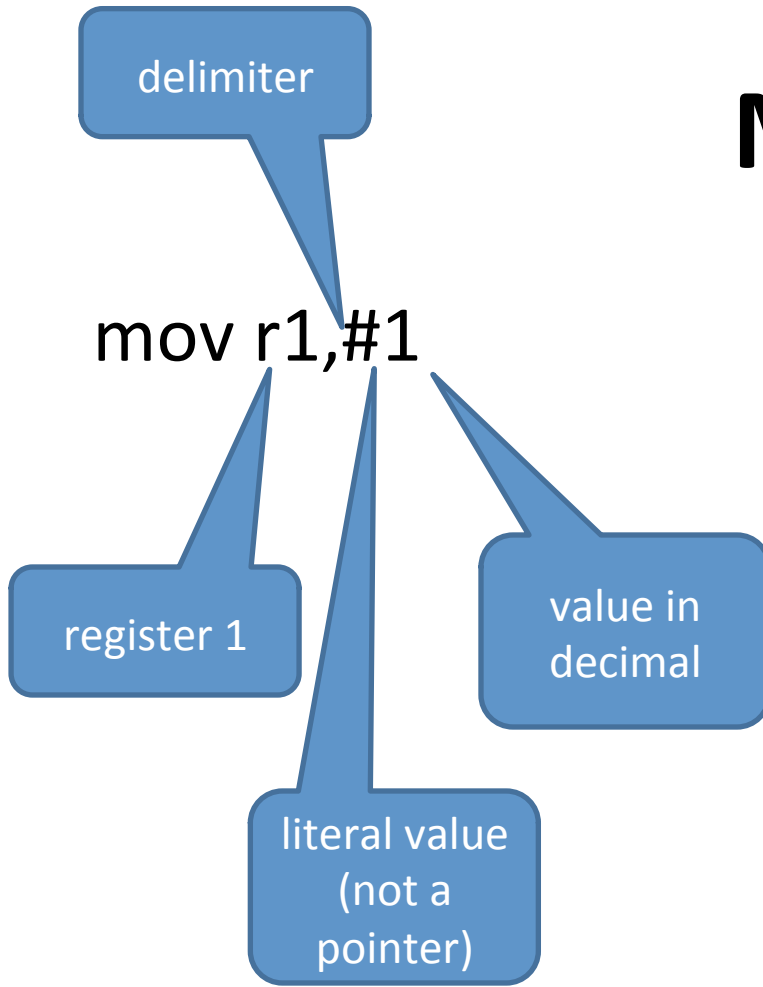 delimiter
mov r1,#1
register 1
value in
decimal
literal value
(not a
pointer)